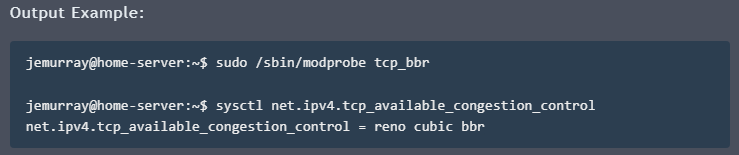 Output Example:
jemurray@home-server:~$ sudo /sbin/modprobe tcp_bbr
jemurray@home-server:~$ sysctl net.ipv4.tcp_available_congestion_control
net.ipv4.tcp_available_congestion_control = reno cubic bbr